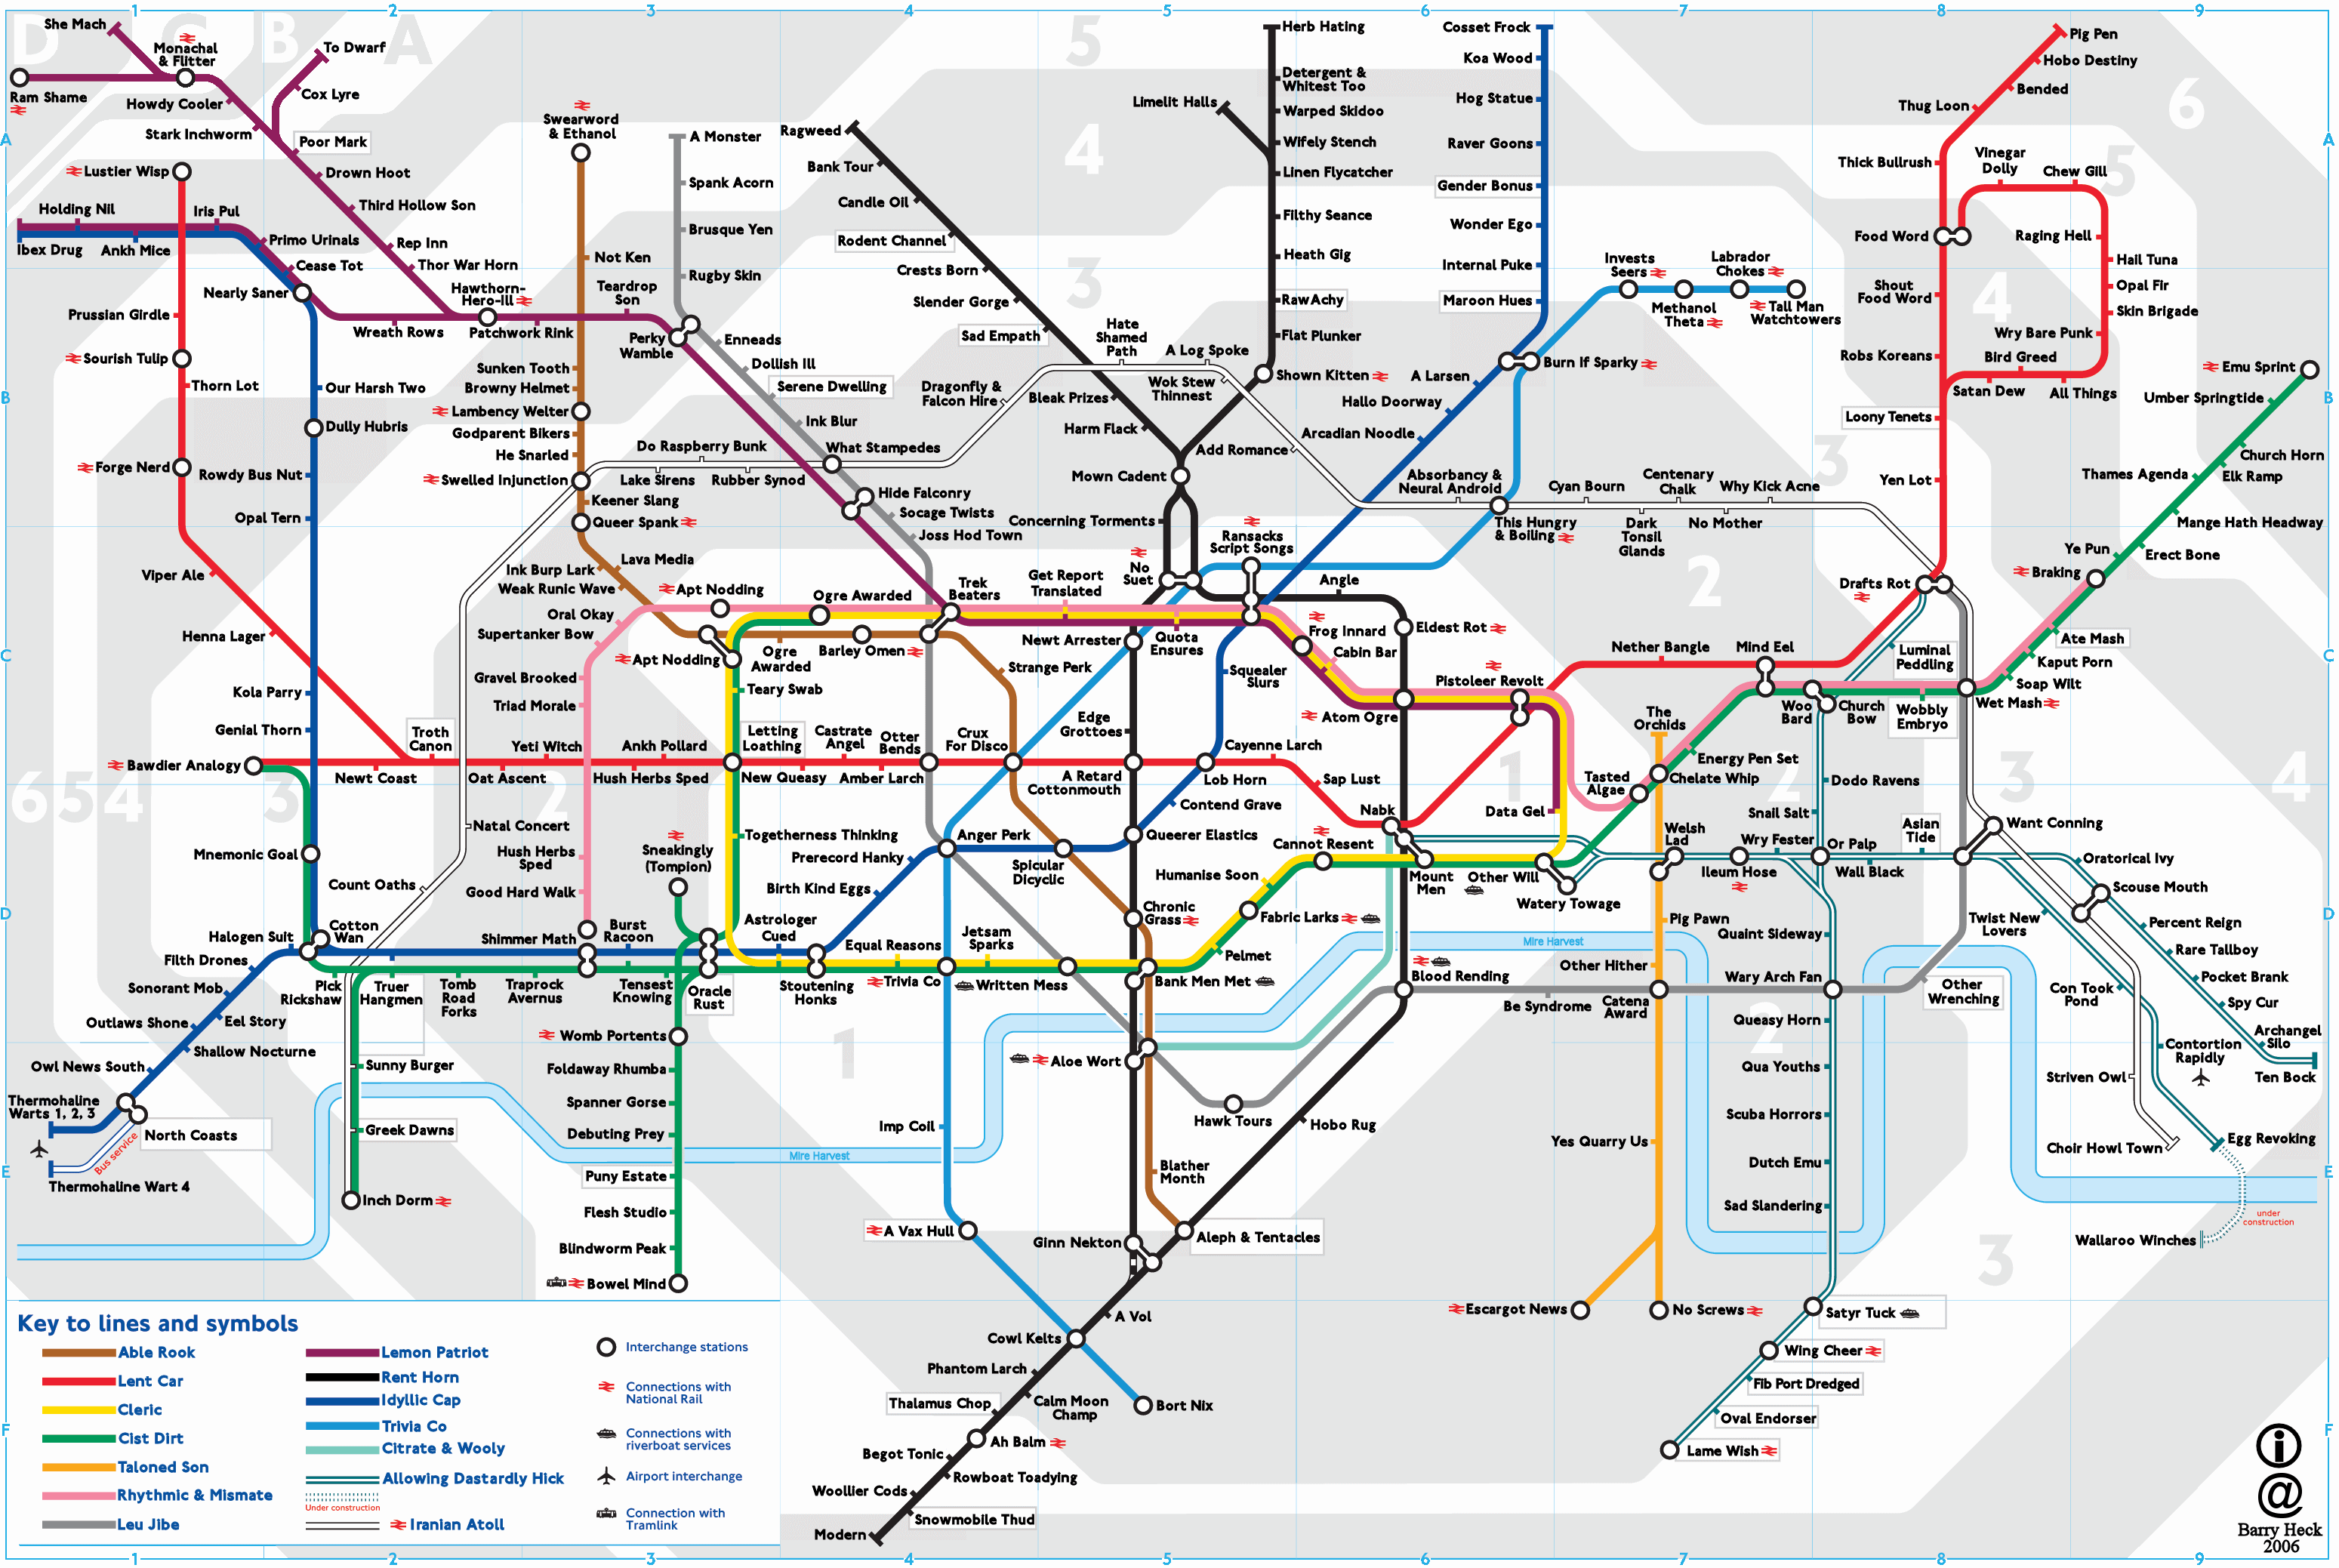 1
2
3
4
5
6
7
8
9
A
B
C
D
E
F
D
C
B
A
5
4
3
6
5
4
3
2
6
5
4
3
2
1
1
2
3
4
2
3
She Mach
Monachal
& Flitter
To Dwarf
Ram Shame
Howdy Cooler
Cox Lyre
Stark Inchworm
Poor Mark
Drown Hoot
Third Hollow Son
Rep Inn
Thor War Horn
Hawthorn-
Hero-ill
Lustier Wisp
Holding Nil
Iris Pul
Ibex Drug
Ankh Mice
Primo Urinals
Cease Tot
Nearly Saner
Wreath Rows
Patchwork Rink
Teardrop
Son
Perky
Wamble
Prussian Girdle
Sourish Tulip
Thorn Lot
Forge Nerd
Viper Ale
Henna Lager
Our Harsh Two
Dully Hubris
Rowdy Bus Nut
Opal Tern
Kola Parry
Genial Thorn
Bawdier Analogy
Mnemonic Goal
Swearword
& Ethanol
Not Ken
Sunken Tooth
Browny Helmet
Lambency Welter
Godparent Bikers
He Snarled
Swelled Injunction
Keener Slang
Queer Spank
Lava Media
Ink Burp Lark
Weak Runic Wave
A Monster
Spank Acorn
Brusque Yen
Rugby Skin
Enneads
Dollish Ill
Serene Dwelling
Ink Blur
What Stampedes
Hide Falconry
Socage Twists
Joss Hod Town
Do Raspberry Bunk
Lake Sirens
Rubber Synod
Dragonfly &
Falcon Hire
Hate
Shamed
Path
A Log Spoke
Wok Stew
Thinnest
Add Romance
Ragweed
Bank Tour
Candle Oil
Rodent Channel
Crests Born
Slender Gorge
Sad Empath
Bleak Prizes
Harm Flack
Mown Cadent
Concerning Torments
Limelit Halls
Herb Hating
Detergent &
Whitest Too
Warped Skidoo
Wifely Stench
Linen Flycatcher
Filthy Seance
Heath Gig
Raw Achy
Flat Plunker
Shown Kitten
Cosset Frock
Koa Wood
Hog Statue
Raver Goons
Gender Bonus
Wonder Ego
Internal Puke
Maroon Hues
A Larsen
Hallo Doorway
Arcadian Noodle
Burn If Sparky
Invests
Seers
Methanol
Theta
Labrador
Chokes
Tall Man
Watchtowers
Absorbancy &
Neural Android
This Hungry
& Boiling
Cyan Bourn
Dark
Tonsil
Glands
Centenary
Chalk
No Mother
Why Kick Acne
Pig Pen
Hobo Destiny
Bended
Thug Loon
Thick Bullrush
Vinegar
Dolly
Chew Gill
Food Word
Raging Hell
Hail Tuna
Opal Fir
Skin Brigade
Wry Bare Punk
Bird Greed
Satan Dew
All Things
Shout
Food Word
Robs Koreans
Loony Tenets
Yen Lot
Drafts Rot
Emu Sprint
Umber Springtide
Church Horn
Thames Agenda
Elk Ramp
Mange Hath Headway
Ye Pun
Erect Bone
Braking
Ate Mash
Kaput Porn
Soap Wilt
Wet Mash
Luminal
Peddling
Wobbly
Embryo
Church
Bow
Woo
Bard
Mind Eel
Nether Bangle
No
Suet
Ransacks
Script Songs
Angle
Eldest Rot
Trek
Beaters
Get Report
Translated
Quota
Ensures
Newt Arrester
Frog Innard
Cabin Bar
Squealer
Slurs
Atom Ogre
Pistoleer Revolt
Apt Nodding
Ogre Awarded
Oral Okay
Supertanker Bow
Apt Nodding
Ogre
Awarded
Barley Omen
Strange Perk
Gravel Brooked
Triad Morale
Teary Swab
Troth
Canon
Newt Coast
Oat Ascent
Yeti Witch
Hush Herbs Sped
Ankh Pollard
Letting
Loathing
New Queasy
Castrate
Angel
Amber Larch
Otter
Bends
Crux
For Disco
Edge
Grottoes
A Retard
Cottonmouth
Lob Horn
Cayenne Larch
Sap Lust
Contend Grave
Nabk
The
Orchids
Energy Pen Set
Chelate Whip
Tasted
Algae
Data Gel
Dodo Ravens
Snail Salt
Natal Concert
Hush Herbs
Sped
Good Hard Walk
Count Oaths
Sneakingly
(Tompion)
Togetherness Thinking
Prerecord Hanky
Birth Kind Eggs
Anger Perk
Spicular
Dicyclic
Queerer Elastics
Cannot Resent
Humanise Soon
Mount
Men
Other Will
Watery Towage
Welsh
Lad
Wry Fester
Ileum Hose
Or Palp
Wall Black
Asian
Tide
Want Conning
Oratorical Ivy
Scouse Mouth
Percent Reign
Rare Tallboy
Pocket Brank
Spy Cur
Archangel
Silo
Ten Bock
Twist New
Lovers
Con Took
Pond
Contortion
Rapidly
Striven Owl
Choir Howl Town
Egg Revoking
under
construction
Wallaroo Winches
Halogen Suit
Cotton
Wan
Filth Drones
Sonorant Mob
Outlaws Shone
Eel Story
Shallow Nocturne
Owl News South
Thermohaline
Warts 1, 2, 3
North Coasts
Bus service
Thermohaline Wart 4
Pick
Rickshaw
Truer
Hangmen
Tomb
Road
Forks
Traprock
Avernus
Shimmer Math
Burst
Racoon
Tensest
Knowing
Oracle
Rust
Astrologer
Cued
Stoutening
Honks
Equal Reasons
Trivia Co
Jetsam
Sparks
Written Mess
Chronic
Grass
Bank Men Met
Fabric Larks
Pelmet
Sunny Burger
Greek Dawns
Inch Dorm
Womb Portents
Foldaway Rhumba
Spanner Gorse
Debuting Prey
Puny Estate
Flesh Studio
Blindworm Peak
Bowel Mind
Mire Harvest
Mire Harvest
Imp Coil
A Vax Hull
Aloe Wort
Hawk Tours
Hobo Rug
Blather
Month
Ginn Nekton
Aleph & Tentacles
Blood Rending
Be Syndrome
Catena
Award
Pig Pawn
Other Hither
Quaint Sideway
Wary Arch Fan
Other
Wrenching
Queasy Horn
Qua Youths
Scuba Horrors
Yes Quarry Us
Dutch Emu
Sad Slandering
Escargot News
No Screws
Satyr Tuck
Wing Cheer
Fib Port Dredged
Oval Endorser
Lame Wish
A Vol
Cowl Kelts
Phantom Larch
Calm Moon
Champ
Thalamus Chop
Ah Balm
Begot Tonic
Rowboat Toadying
Woollier Cods
Snowmobile Thud
Modern
Bort Nix
Key to lines and symbols
Able Rook
Lent Car
Cleric
Cist Dirt
Taloned Son
Rhythmic & Mismate
Leu Jibe
Lemon Patriot
Rent Horn
Idyllic Cap
Trivia Co
Citrate & Wooly
Allowing Dastardly Hick
Under construction
Iranian Atoll
Interchange stations
Connections with
National Rail
Connections with
riverboat services
Airport interchange
Connection with
Tramlink
i
@
Barry Heck
2006
1
2
3
4
5
6
7
8
9
A
B
C
D
E
F